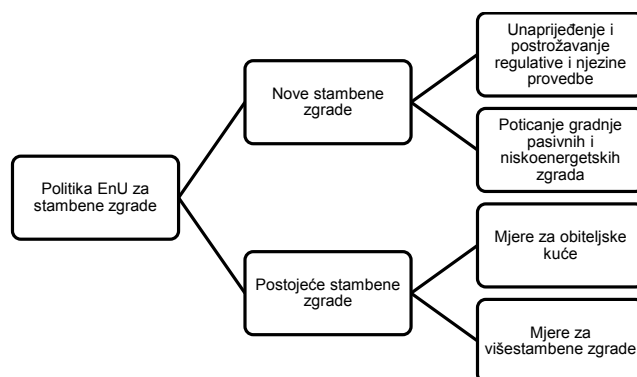 Politika EnU za
stambene zgrade
Nove stambene
zgrade
Unaprijeđenje i
postrožavanje
regulative i njezine
provedbe
Poticanje gradnje
pasivnih i
niskoenergetskih
zgrada
Postojeće stambene
zgrade
Mjere za obiteljske
kuće
Mjere za
višestambene zgrade